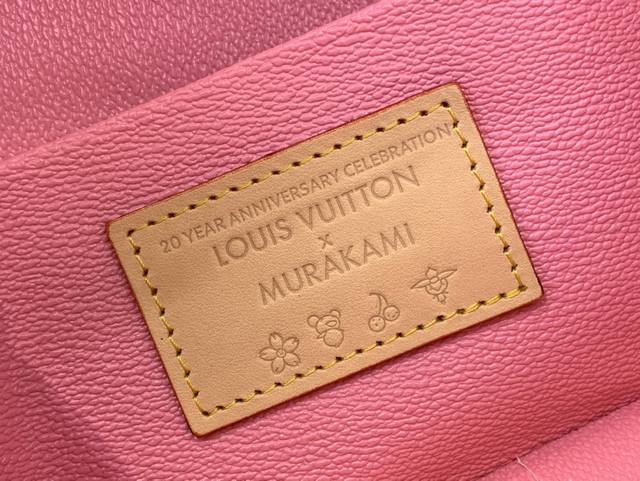 20 YEAR ANNIVERSARY CELEBRATION
LOUIS VUITTON
x
MURAKAMI